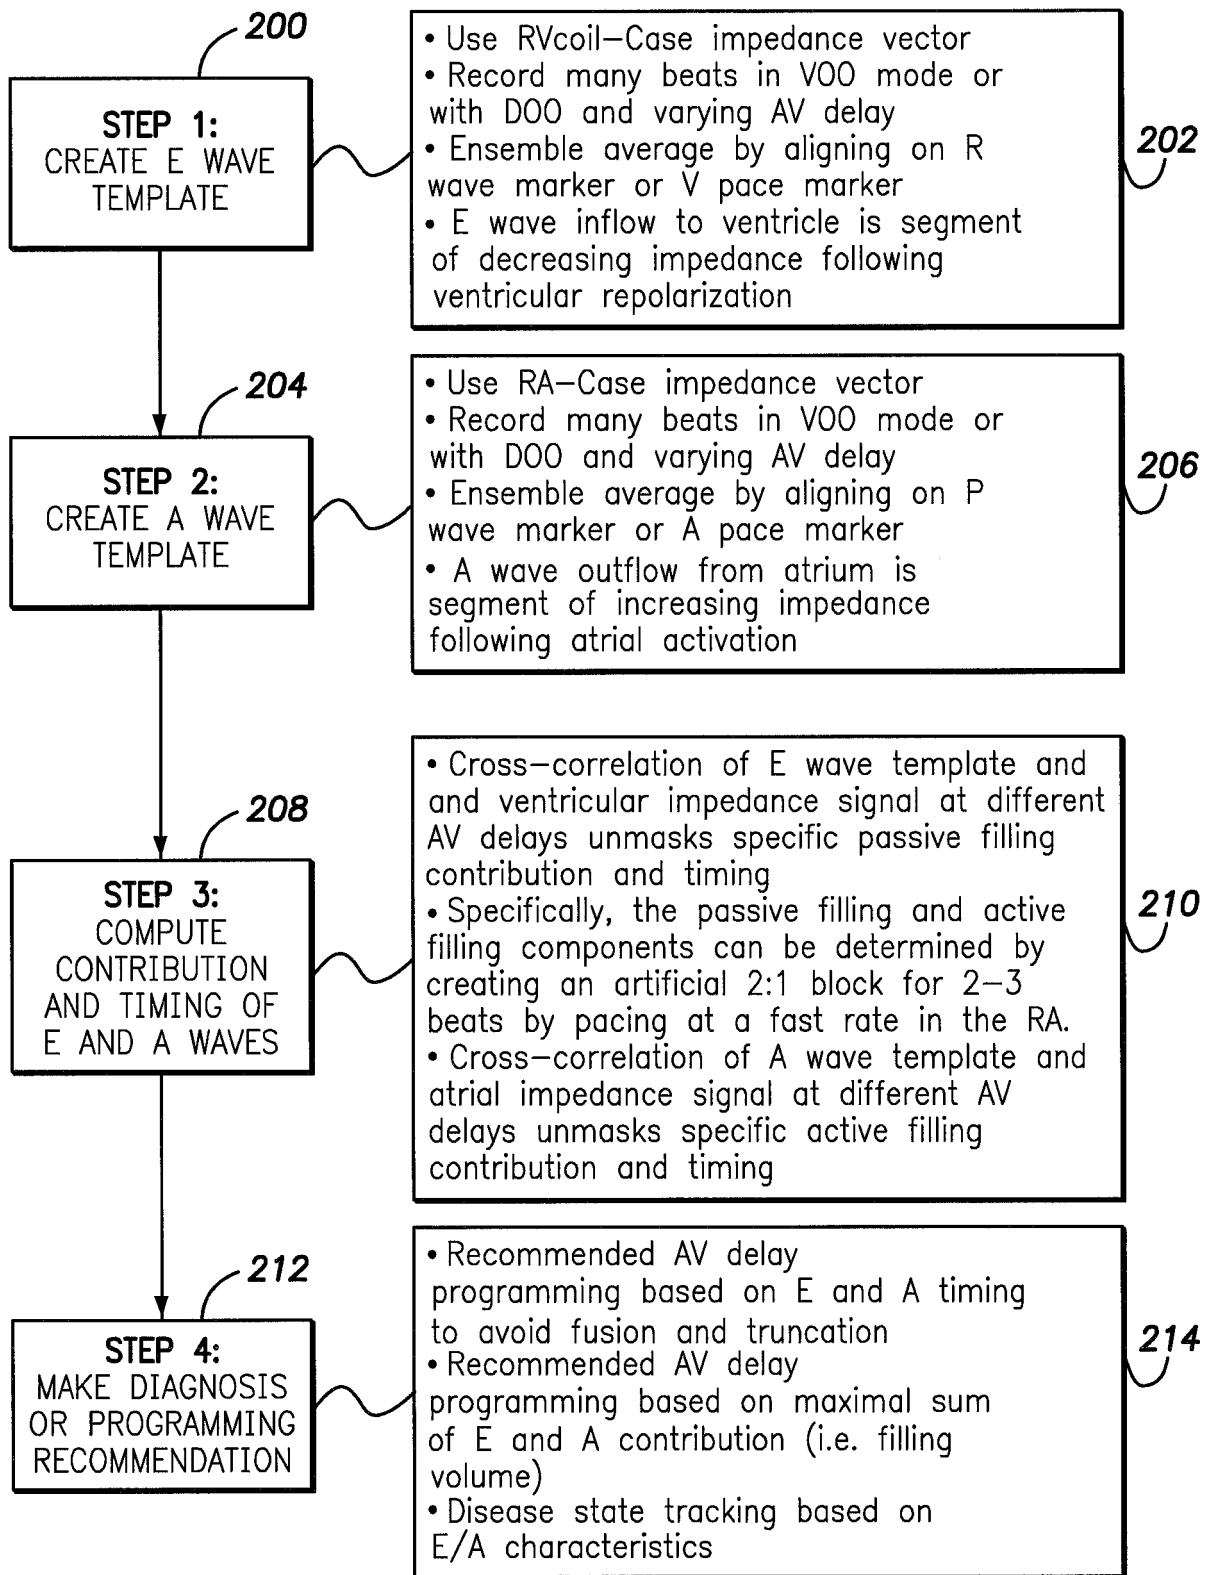 200
STEP 1:
CREATE E WAVE
TEMPLATE
• Use RVcoil–Case impedance vector
• Record many beats in VOO mode or
with DOO and varying AV delay
• Ensemble average by aligning on R
wave marker or V pace marker
• E wave inflow to ventricle is segment
of decreasing impedance following
ventricular repolarization
202
204
STEP 2:
CREATE A WAVE
TEMPLATE
• Use RA–Case impedance vector
• Record many beats in VOO mode or
with DOO and varying AV delay
• Ensemble average by aligning on P
wave marker or A pace marker
• A wave outflow from atrium is
segment of increasing impedance
following atrial activation
206
208
STEP 3:
COMPUTE
CONTRIBUTION
AND TIMING OF
E AND A WAVES
• Cross–correlation of E wave template and
and ventricular impedance signal at different
AV delays unmasks specific passive filling
contribution and timing
• Specifically, the passive filling and active
filling components can be determined by
creating an artificial 2:1 block for 2–3
beats by pacing at a fast rate in the RA.
• Cross–correlation of A wave template and
atrial impedance signal at different AV
delays unmasks specific active filling
contribution and timing
210
212
STEP 4:
MAKE DIAGNOSIS
OR PROGRAMMING
RECOMMENDATION
• Recommended AV delay
programming based on E and A timing
to avoid fusion and truncation
• Recommended AV delay
programming based on maximal sum
of E and A contribution (i.e. filling
volume)
• Disease state tracking based on
E/A characteristics
214